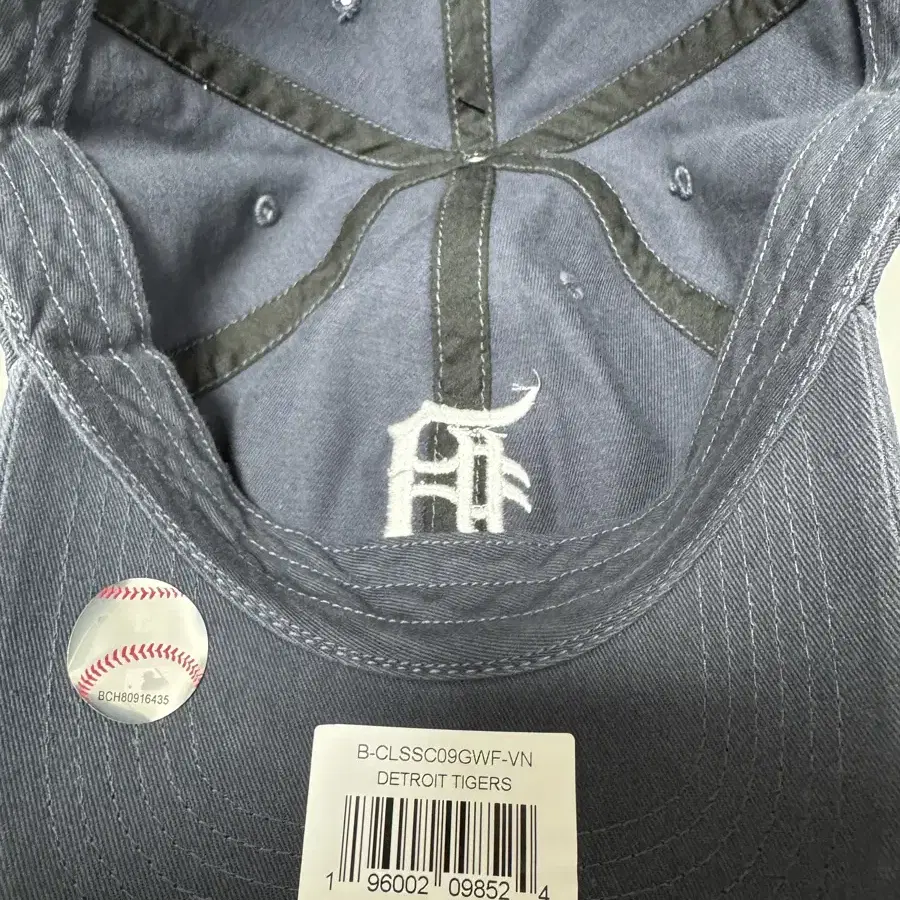 BCH80916435
B-CLSSC09GWF-VN
DETROIT TIGERS
1 96002 09852 4